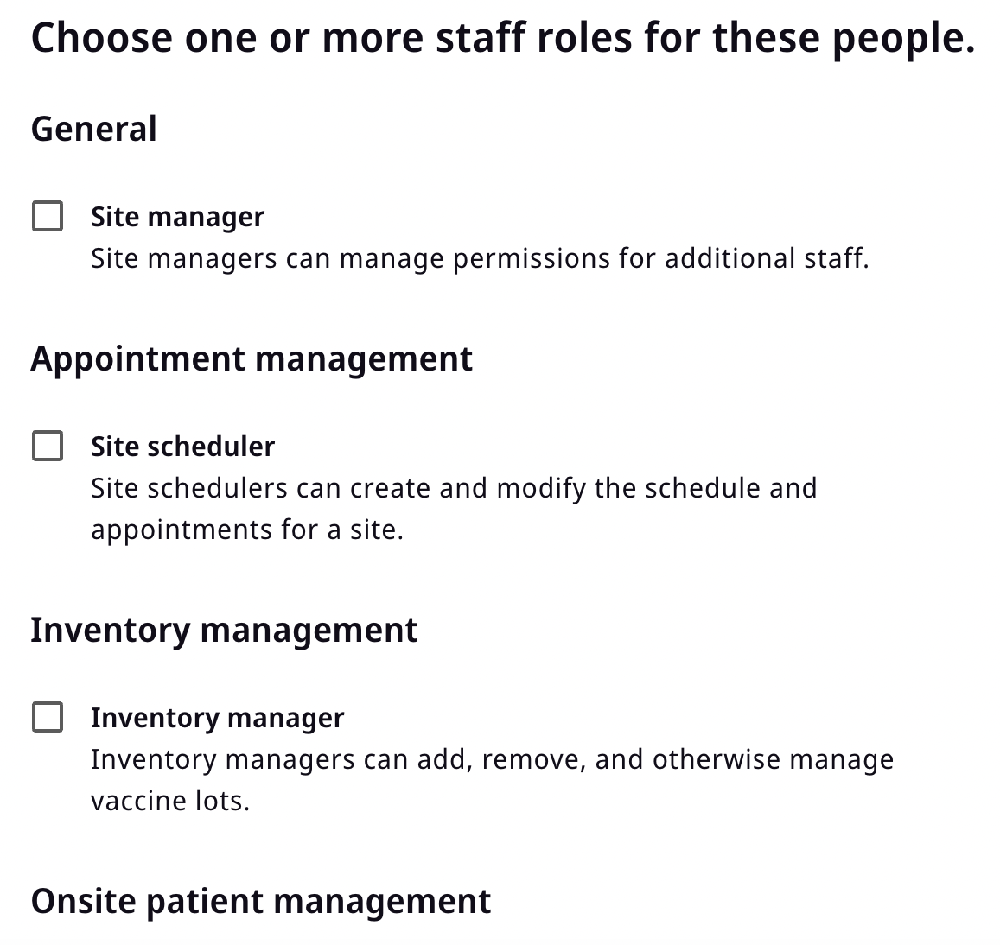 Choose one or more staff roles for these people.
General
Site manager
Site managers can manage permissions for additional staff.
Appointment management
Site scheduler
Site schedulers can create and modify the schedule and
appointments for a site.
Inventory management
Inventory manager
Inventory managers can add, remove, and otherwise manage
vaccine lots.
Onsite patient management